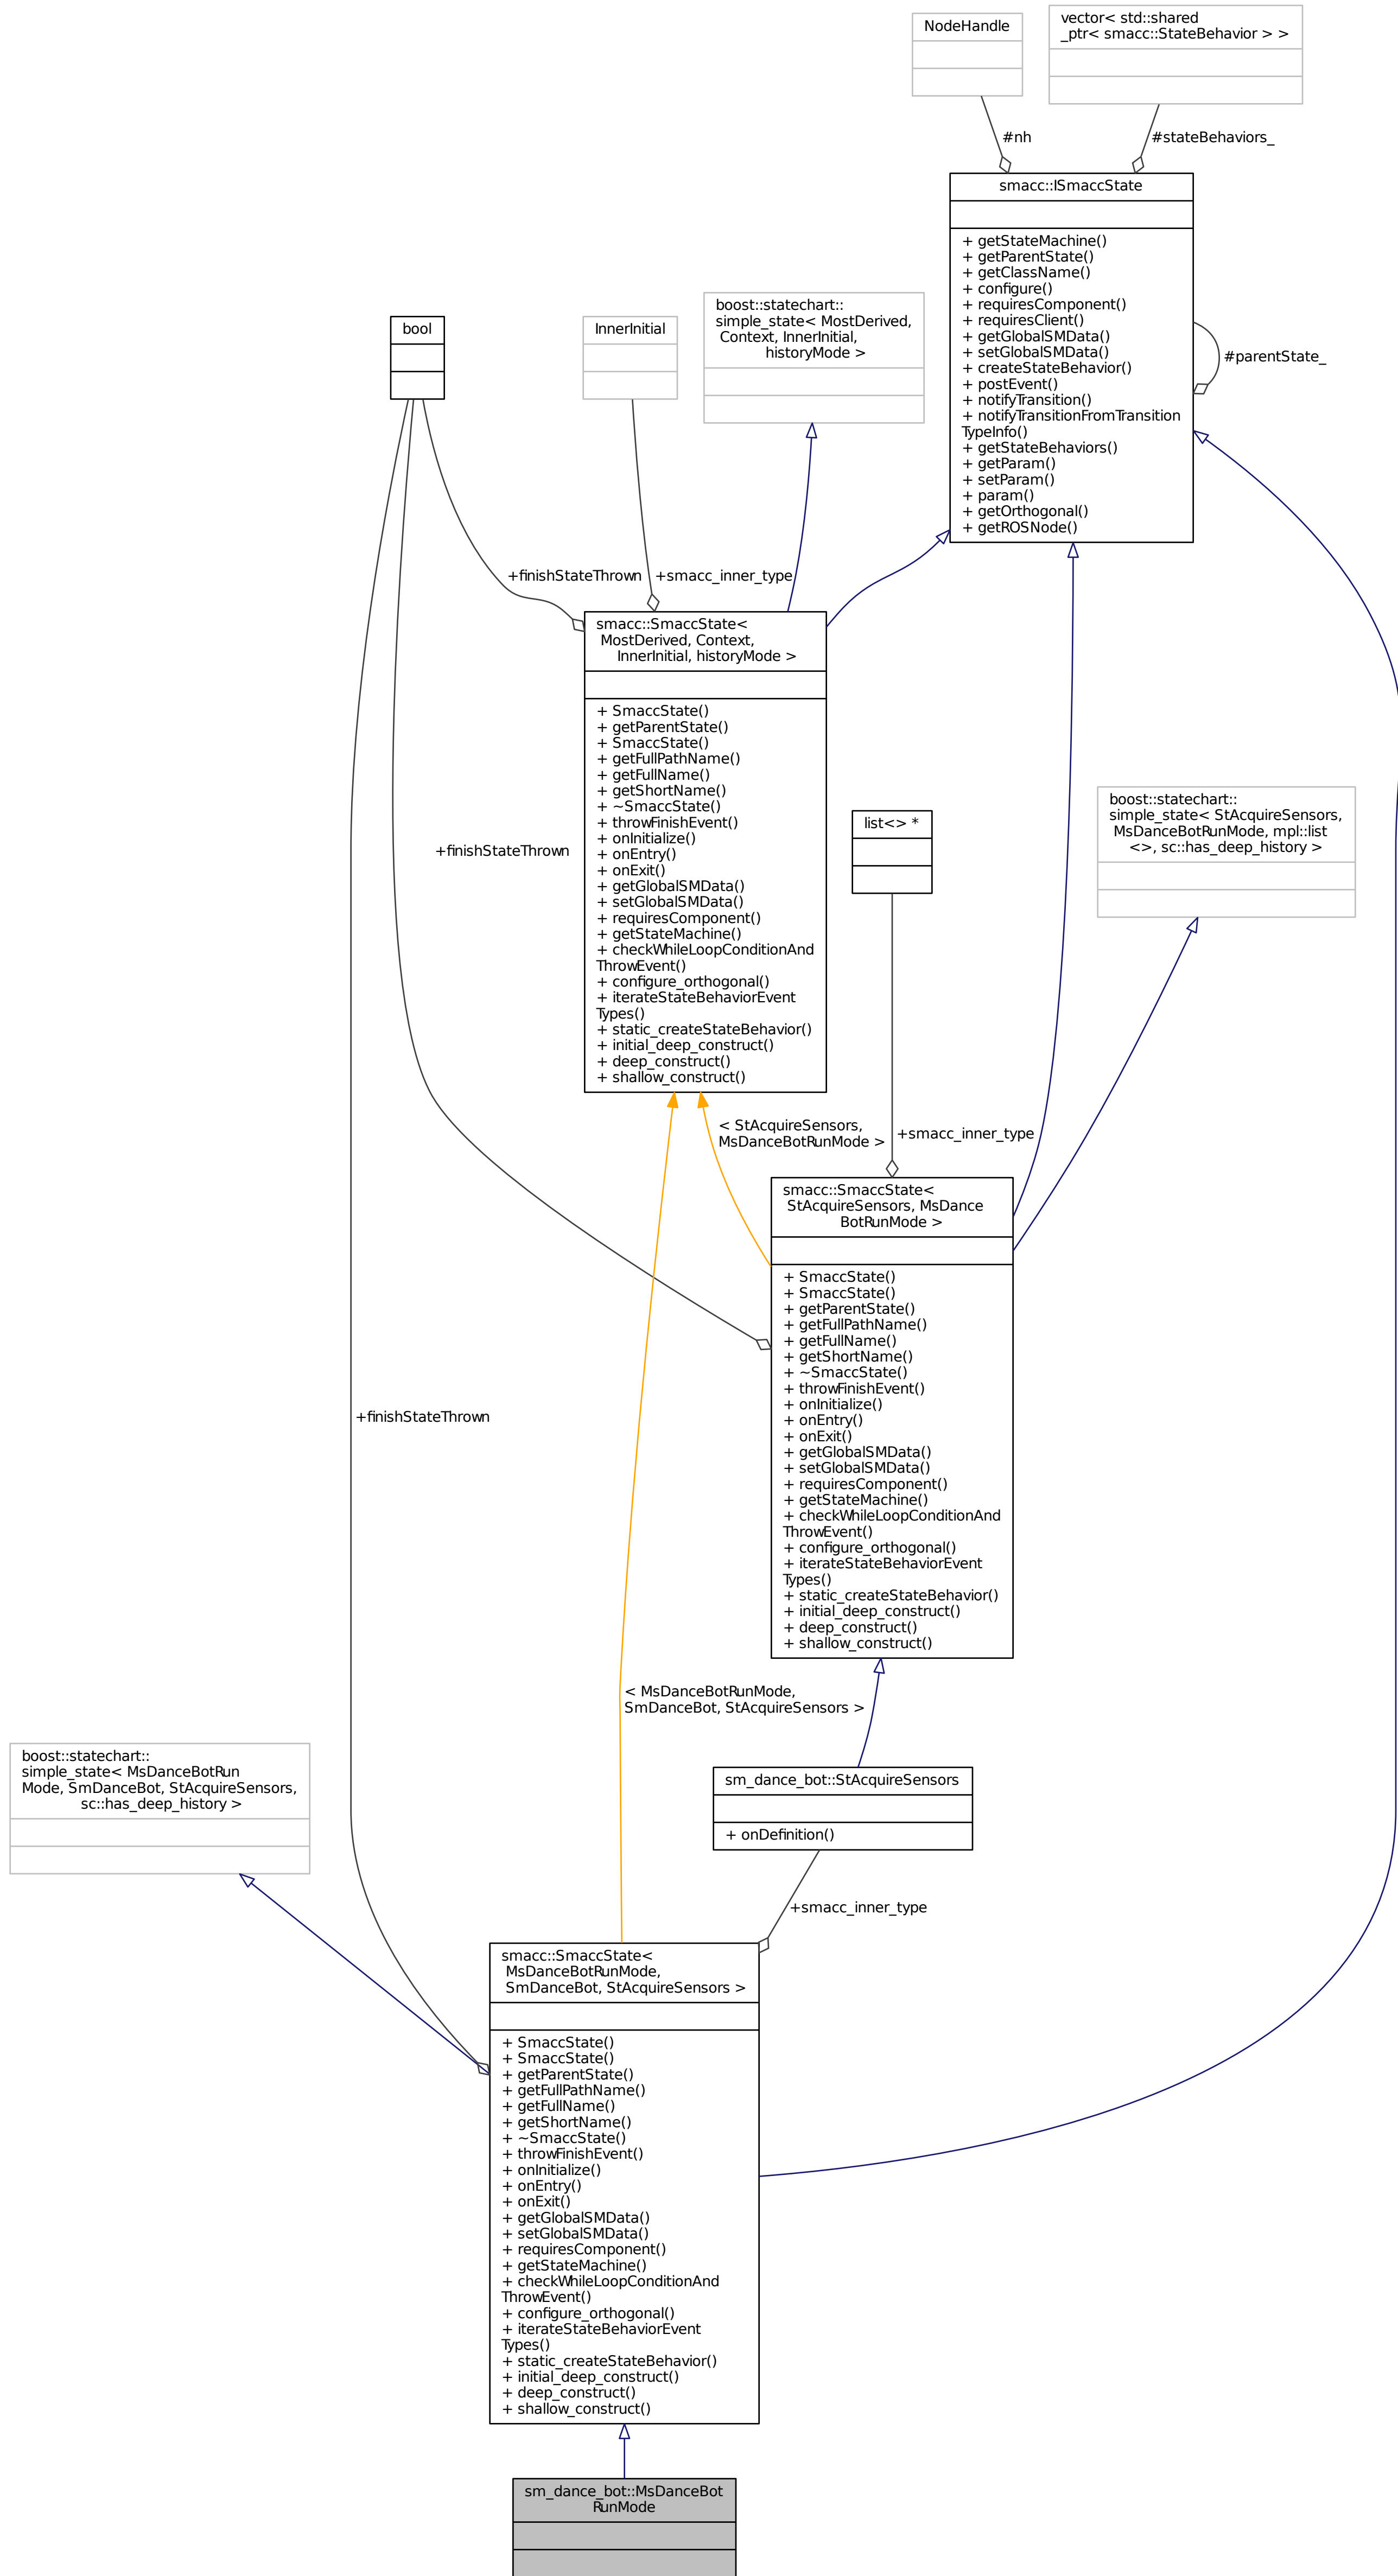 NodeHandle
vector< std::shared
_ptr< smacc::StateBehavior > >
#nh
#stateBehaviors_
smacc::ISmaccState
+ getStateMachine()
+ getParentState()
+ getClassName()
+ configure()
+ requiresComponent()
+ requiresClient()
+ getGlobalSMData()
+ setGlobalSMData()
+ createStateBehavior()
+ postEvent()
+ notifyTransition()
+ notifyTransitionFromTransition
TypeInfo()
+ getStateBehaviors()
+ getParam()
+ setParam()
+ param()
+ getOrthogonal()
+ getROSNode()
#parentState_
bool
InnerInitial
boost::statechart::
simple_state< MostDerived,
Context, InnerInitial,
historyMode >
+finishStateThrown
+smacc_inner_type
smacc::SmaccState<
MostDerived, Context,
InnerInitial, historyMode >
+ SmaccState()
+ getParentState()
+ SmaccState()
+ getFullPathName()
+ getFullName()
+ getShortName()
+ ~SmaccState()
+ throwFinishEvent()
+ onInitialize()
+ onEntry()
+ onExit()
+ getGlobalSMData()
+ setGlobalSMData()
+ requiresComponent()
+ getStateMachine()
+ checkWhileLoopConditionAnd
ThrowEvent()
+ configure_orthogonal()
+ iterateStateBehaviorEvent
Types()
+ static_createStateBehavior()
+ initial_deep_construct()
+ deep_construct()
+ shallow_construct()
+finishStateThrown
list<> *
boost::statechart::
simple_state< StAcquireSensors,
MsDanceBotRunMode, mpl::list
<>, sc::has_deep_history >
< StAcquireSensors,
MsDanceBotRunMode >
+smacc_inner_type
smacc::SmaccState<
StAcquireSensors, MsDance
BotRunMode >
+ SmaccState()
+ SmaccState()
+ getParentState()
+ getFullPathName()
+ getFullName()
+ getShortName()
+ ~SmaccState()
+ throwFinishEvent()
+ onInitialize()
+ onEntry()
+ onExit()
+ getGlobalSMData()
+ setGlobalSMData()
+ requiresComponent()
+ getStateMachine()
+ checkWhileLoopConditionAnd
ThrowEvent()
+ configure_orthogonal()
+ iterateStateBehaviorEvent
Types()
+ static_createStateBehavior()
+ initial_deep_construct()
+ deep_construct()
+ shallow_construct()
+finishStateThrown
< MsDanceBotRunMode,
SmDanceBot, StAcquireSensors >
boost::statechart::
simple_state< MsDanceBotRun
Mode, SmDanceBot, StAcquireSensors,
sc::has_deep_history >
sm_dance_bot::StAcquireSensors
+ onDefinition()
+smacc_inner_type
smacc::SmaccState<
MsDanceBotRunMode,
SmDanceBot, StAcquireSensors >
+ SmaccState()
+ SmaccState()
+ getParentState()
+ getFullPathName()
+ getFullName()
+ getShortName()
+ ~SmaccState()
+ throwFinishEvent()
+ onInitialize()
+ onEntry()
+ onExit()
+ getGlobalSMData()
+ setGlobalSMData()
+ requiresComponent()
+ getStateMachine()
+ checkWhileLoopConditionAnd
ThrowEvent()
+ configure_orthogonal()
+ iterateStateBehaviorEvent
Types()
+ static_createStateBehavior()
+ initial_deep_construct()
+ deep_construct()
+ shallow_construct()
sm_dance_bot::MsDanceBot
RunMode